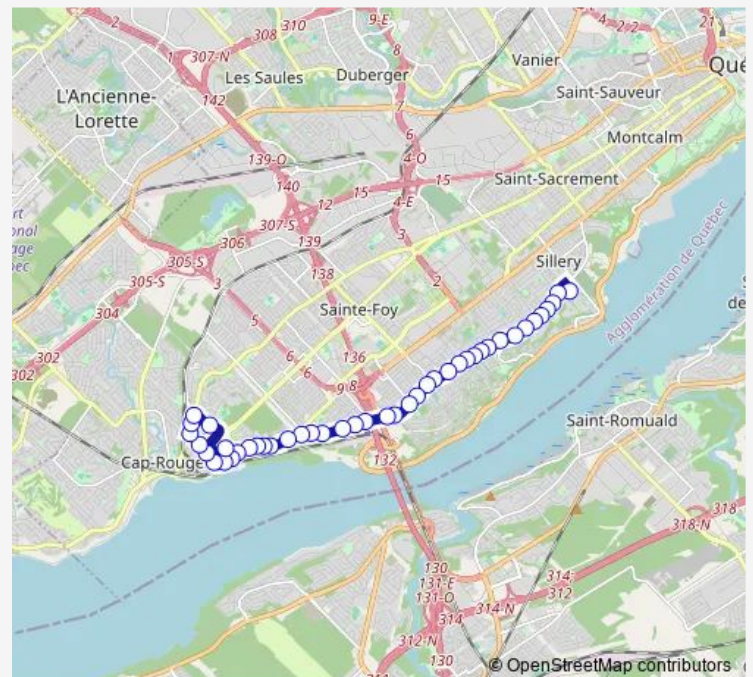 2
308
310
9-E
4
2 2
21
1
307-N
8
Les Saules
Duberger
Vanier
L'Ancienne-
Lorette
142
7
Saint-Sauveur
6
Montcalm
139-O
4-O
140
15
15
Saint-Sacrement
12
4-E
307-S
306
139
3
305-S
138
2
Sillery
305-S
3
Agglomération de Québec
304
Sainte-Foy
5
6
136
302
302
6
9
8
Saint-Romuald
Cap-Rouge
132
318
318-N
130
131-E
131-O
314
314-N
314
312
312-N
130
© OpenStreetMap contributors